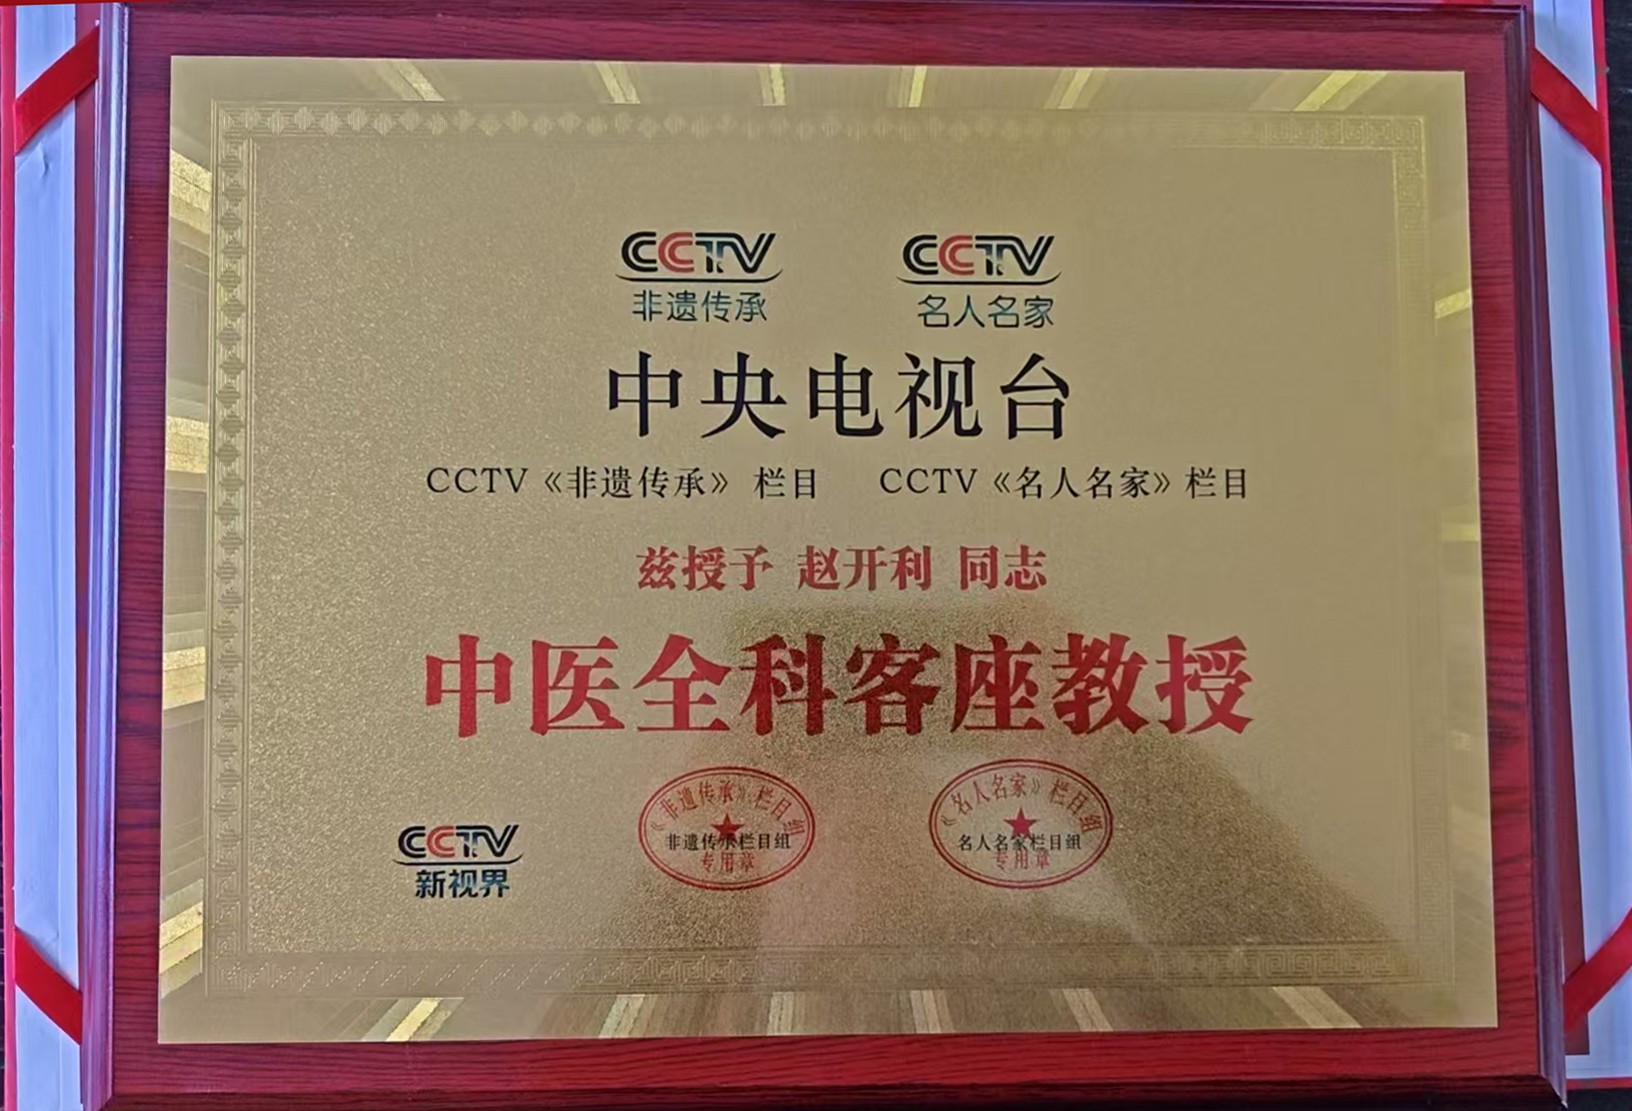 CCTV CCTV
非遗传承 名人名家
中央电视台
CCTV《非遗传承》 栏目 CCTV《名人名家》栏目
兹授予 赵开利 同志
中医全科客座教授
《非遗传承》栏目组
非遗传承栏目组
专用章
《名人名家》栏目组
名人名家栏目组
专用章
CCTV
新视界